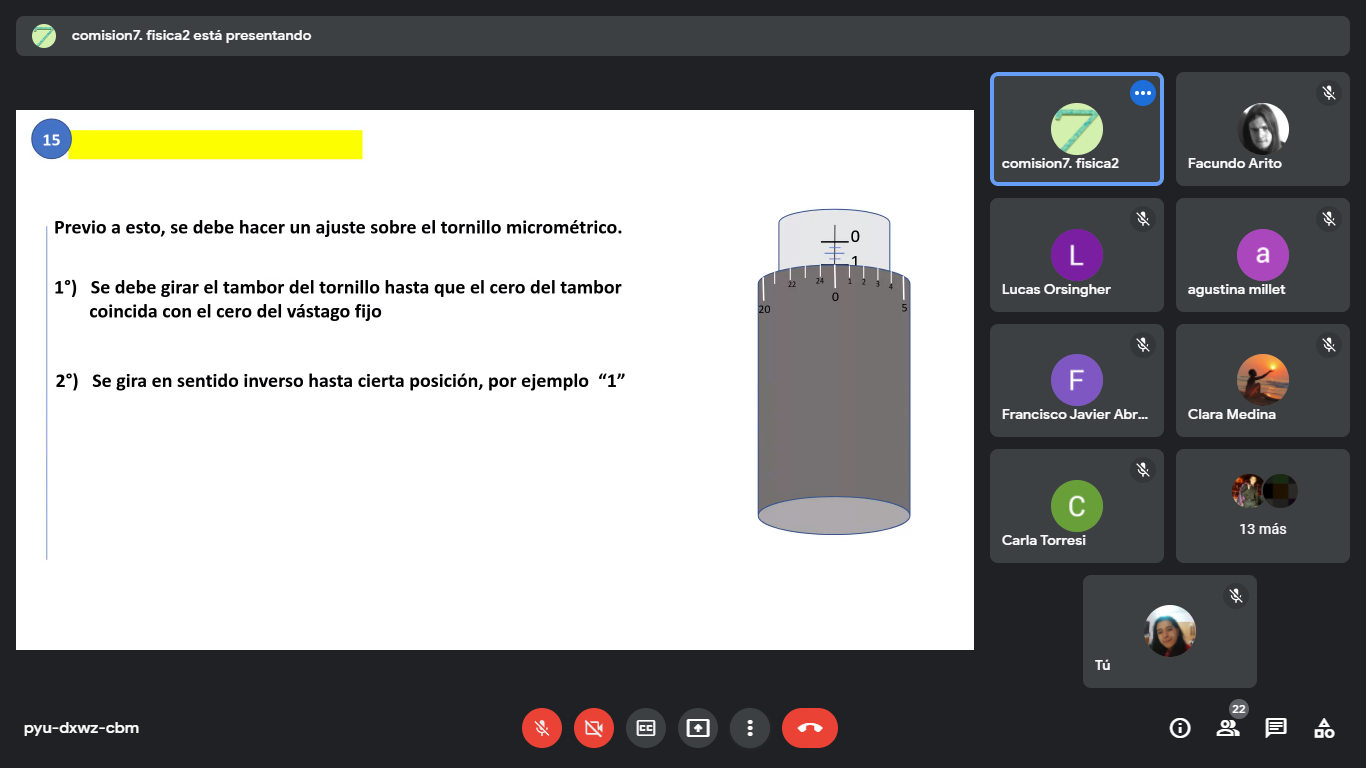 comision7. fisica2 está presentando
15
Previo a esto, se debe hacer un ajuste sobre el tornillo micrométrico.
1°) Se debe girar el tambor del tornillo hasta que el cero del tambor
coincida con el cero del vástago fijo
2°) Se gira en sentido inverso hasta cierta posición, por ejemplo “1”
0
1
20 22 24 0 1 2 3 4 5
comision7. fisica2
Facundo Arito
L
Lucas Orsingher
a
agustina millet
F
Francisco Javier Abr...
Clara Medina
C
Carla Torresi
13 más
Tú
pyu-dxwz-cbm
CC
22